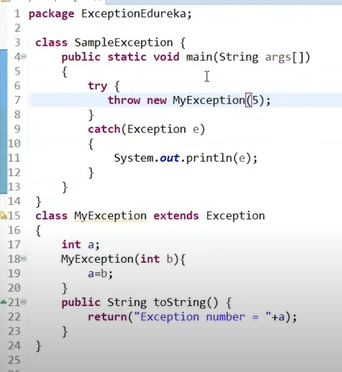 1 package ExceptionEdureka;
2
3 class SampleException {
4 public static void main(String args[])
5 {
6 try {
7 throw new MyException(5);
8 }
9 catch(Exception e)
10 {
11 System.out.println(e);
12 }
13 }
14 }
15 class MyException extends Exception
16 {
17 int a;
18 MyException(int b){
19 a=b;
20 }
21 public String toString() {
22 return("Exception number = "+a);
23 }
24 }
25